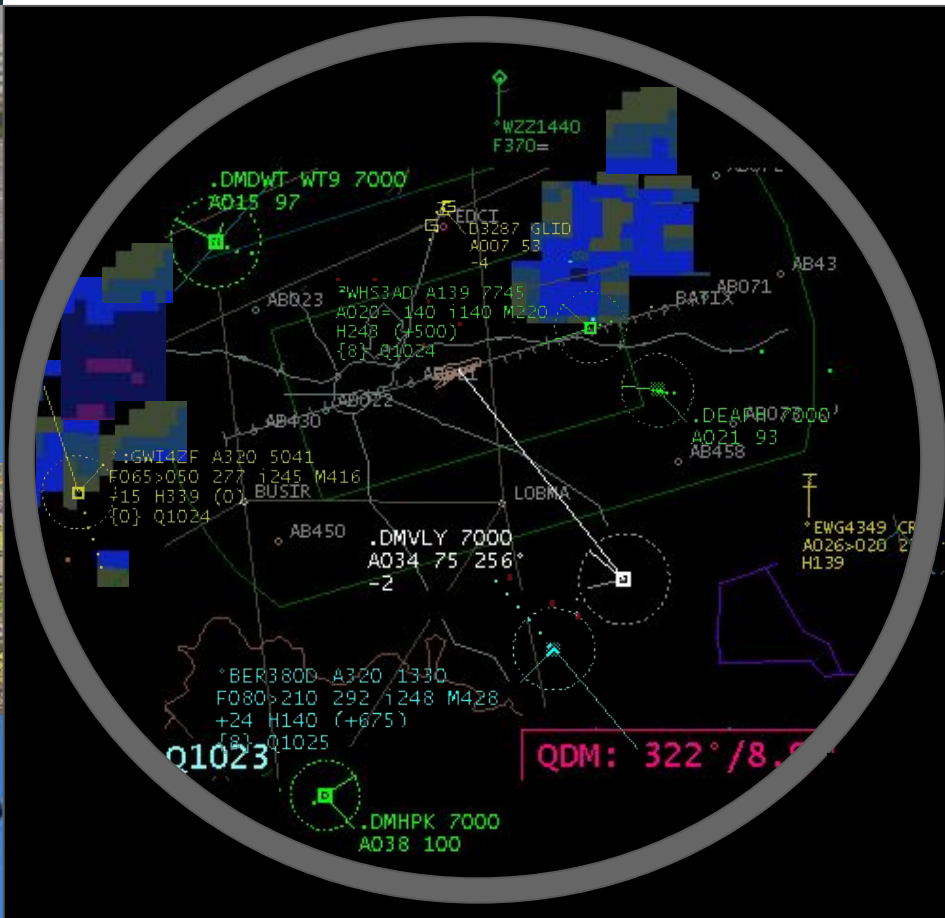 °WZZ1440
F370=
.DMDWT WT9 7000
A015 97
EDCI
D3287 GLID
A007 53
-4
AB43
AB071
BATIX
AB023
°WHS3AD A139 7745
A020= 140 i140 M220
H243 (+500)
{8} Q1024
AB022
AB430
A021 93
AB458
.:GWI4ZF A320 5041
F065>050 277 i245 M416
-15 H339 (0)
{0} Q1024
BUSIR
LOBMA
AB450
.DMVLY 7000
A034 75 256°
-2
°EWG4349
A026>020
H139
°BER380D A320 1330
F080>210 292 i248 M428
+24 H140 (+675)
{8} Q1025
Q1023
QDM: 322°/8.
.DMHPK 7000
A038 100